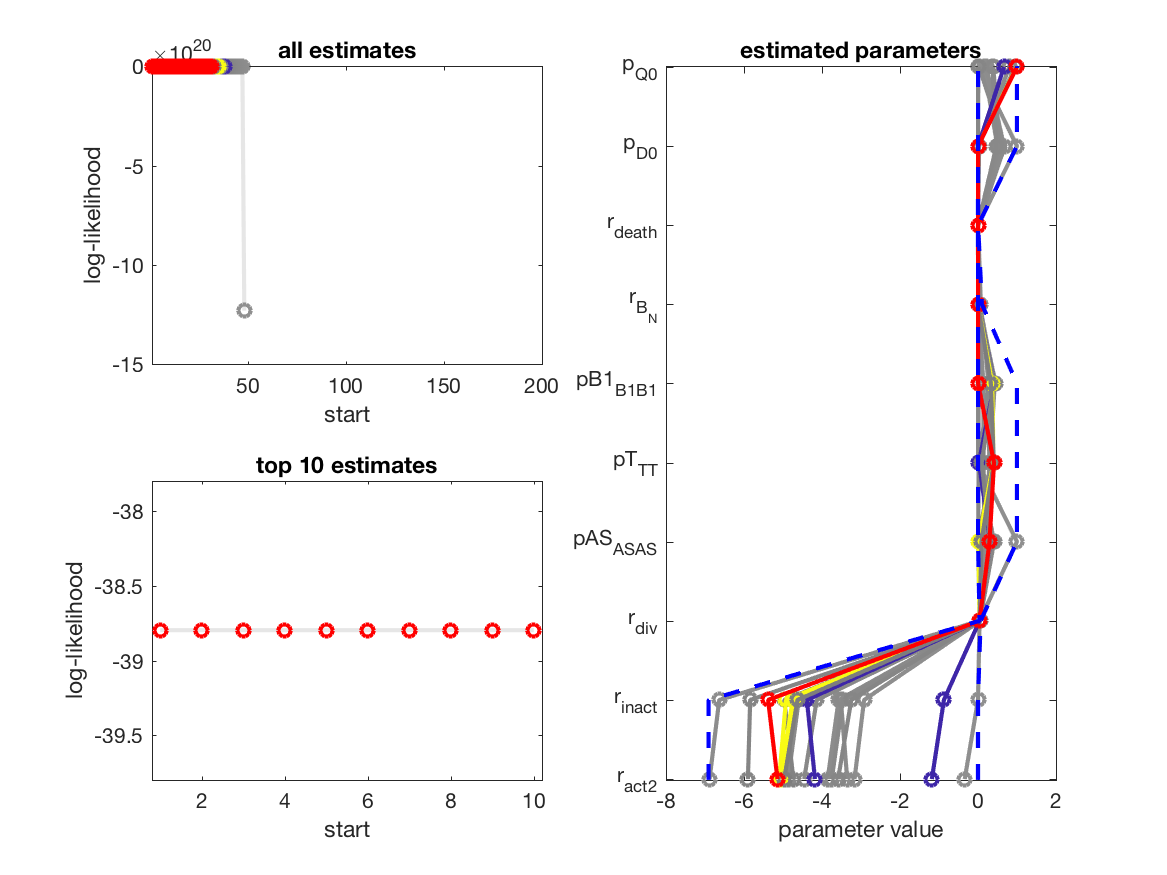 all estimates
×10^20
0
-5
-10
-15
50 100 150 200
start
log-likelihood
top 10 estimates
-38
-38.5
-39
-39.5
2 4 6 8 10
start
log-likelihood
estimated parameters
p_Q0
p_D0
r_death
r_B_N
pB1_B1B1
pT_TT
pAS_ASAS
r_div
r_inact
r_act2
-8 -6 -4 -2 0 2
parameter value